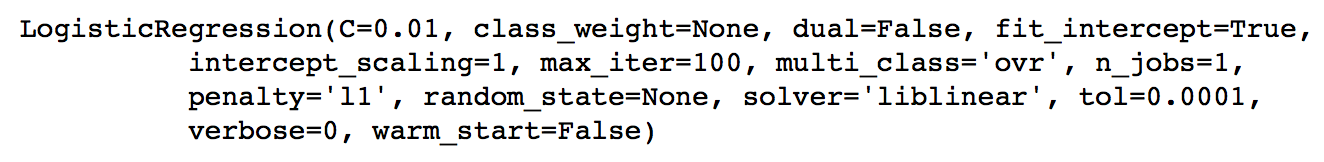 LogisticRegression(C=0.01, class_weight=None, dual=False, fit_intercept=True,
intercept_scaling=1, max_iter=100, multi_class='ovr', n_jobs=1,
penalty='l1', random_state=None, solver='liblinear', tol=0.0001,
verbose=0, warm_start=False)